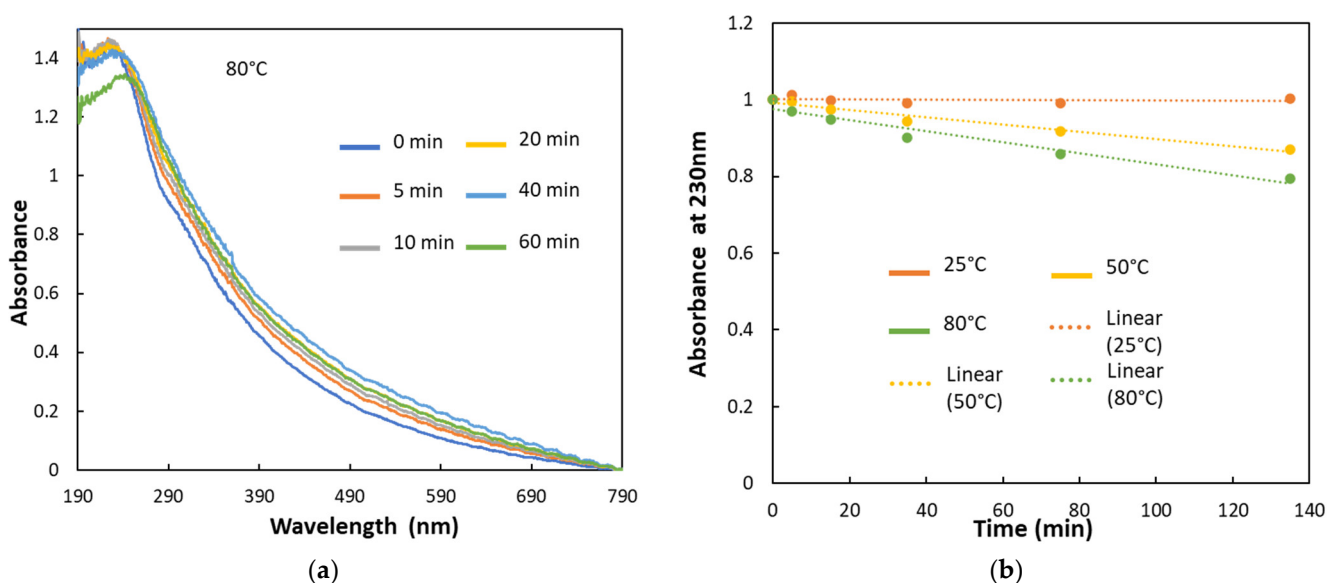 80°C
0 min
20 min
5 min
40 min
10 min
60 min
Absorbance
1.4
1.2
1
0.8
0.6
0.4
0.2
0
190
290
390
490
590
690
790
Wavelength (nm)
(a)
1.2
1
0.8
0.6
0.4
0.2
0
Absorbance at 230nm
25°C
50°C
80°C
Linear
(25°C)
Linear
(50°C)
Linear
(80°C)
0
20
40
60
80
100
120
140
Time (min)
(b)